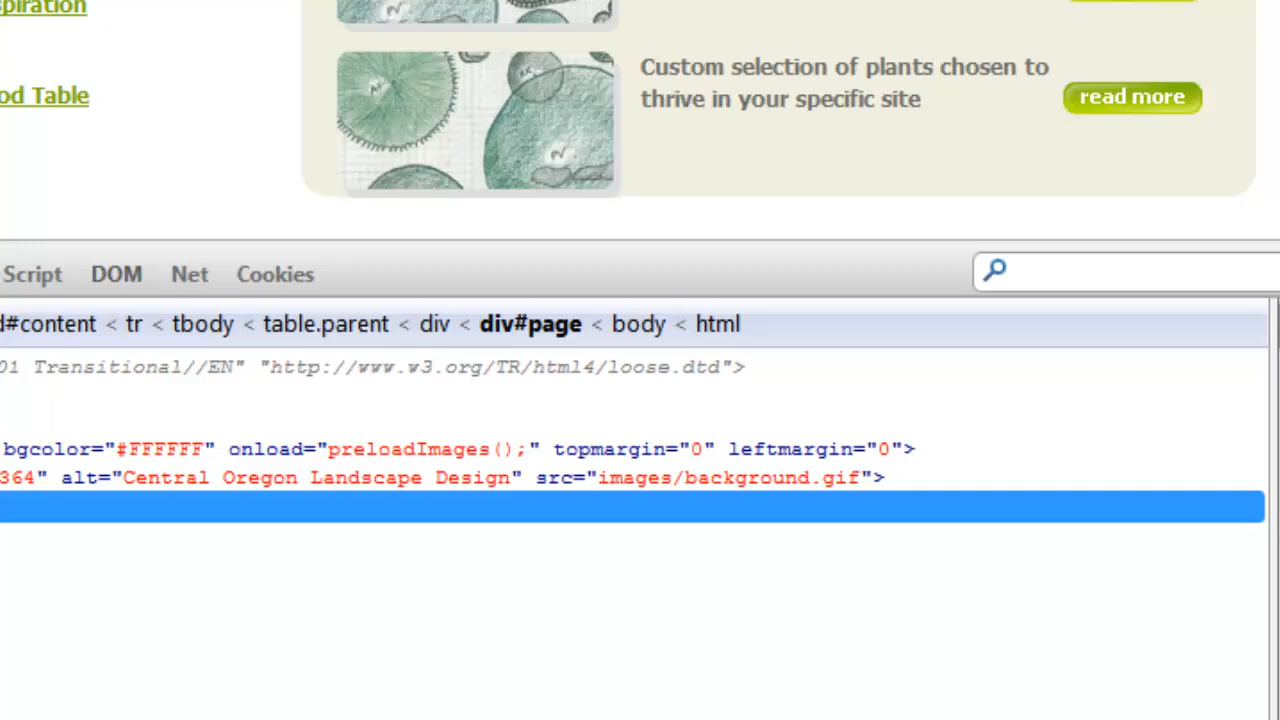 piration
Custom selection of plants chosen to
thrive in your specific site
read more
od Table
Script DOM Net Cookies
d#content < tr < tbody < table.parent < div < div#page < body < html
01 Transitional//EN" "http://www.w3.org/TR/html4/loose.dtd">
bgcolor="#FFFFFF" onload="preloadImages();" topmargin="0" leftmargin="0">
364" alt="Central Oregon Landscape Design" src="images/background.gif">